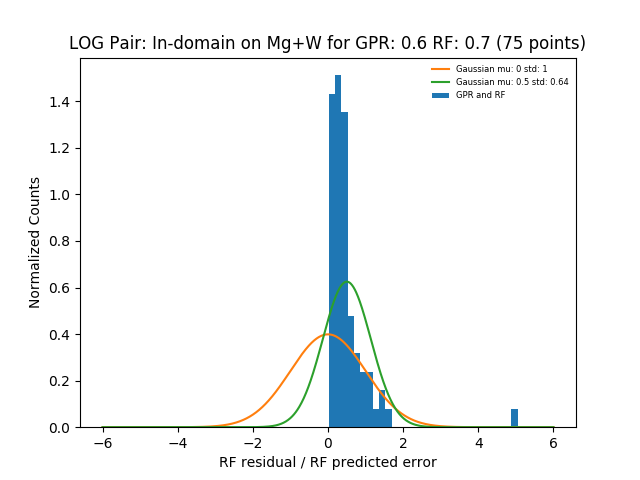 LOG Pair: In-domain on Mg+W for GPR: 0.6 RF: 0.7 (75 points)
Gaussian mu: 0 std: 1
Gaussian mu: 0.5 std: 0.64
GPR and RF
Normalized Counts
1.4
1.2
1.0
0.8
0.6
0.4
0.2
0.0
−6
−4
−2
0
2
4
6
RF residual / RF predicted error